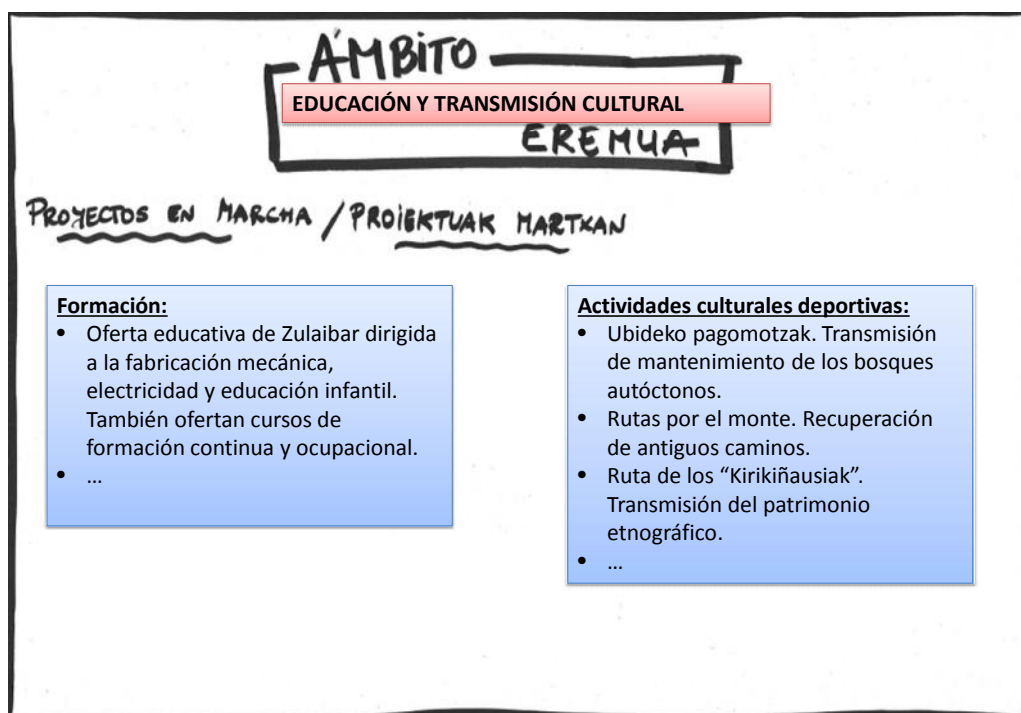 ÁMBiTO
EDUCACIÓN Y TRANSMISIÓN CULTURAL
EREMUA
PROYECTOS EN MARCHA / PROIEKTUAK MARTXAN
Formación:
• Oferta educativa de Zulaibar dirigida
a la fabricación mecánica,
electricidad y educación infantil.
También ofertan cursos de
formación continua y ocupacional.
• ...
Actividades culturales deportivas:
• Ubideko pagomotzak. Transmisión
de mantenimiento de los bosques
autóctonos.
• Rutas por el monte. Recuperación
de antiguos caminos.
• Ruta de los “Kirikiñausiak”.
Transmisión del patrimonio
etnográfico.
• ...